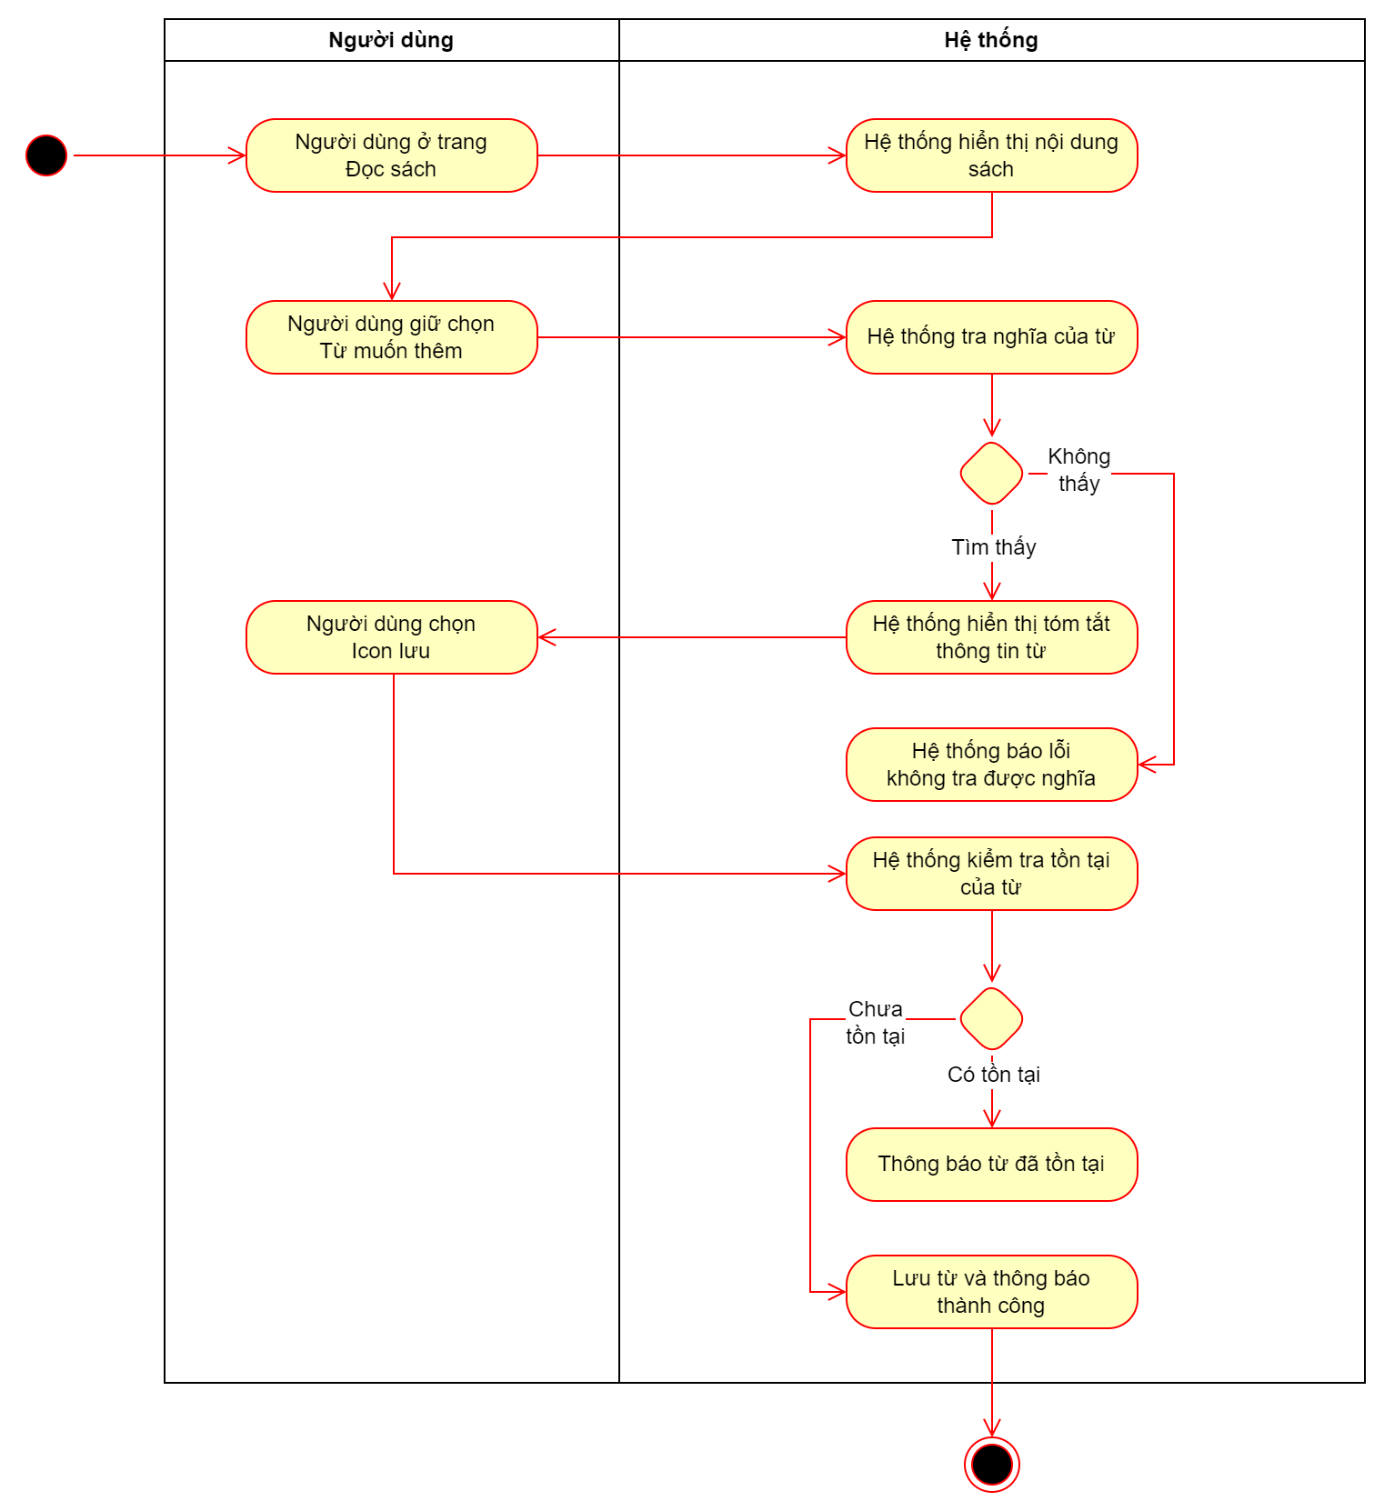 Người dùng
Hệ thống
Người dùng ở trang
Đọc sách
Hệ thống hiển thị nội dung
sách
Người dùng giữ chọn
Từ muốn thêm
Hệ thống tra nghĩa của từ
Không
thấy
Tìm thấy
Người dùng chọn
Icon lưu
Hệ thống hiển thị tóm tắt
thông tin từ
Hệ thống báo lỗi
không tra được nghĩa
Hệ thống kiểm tra tồn tại
của từ
Chưa
tồn tại
Có tồn tại
Thông báo từ đã tồn tại
Lưu từ và thông báo
thành công